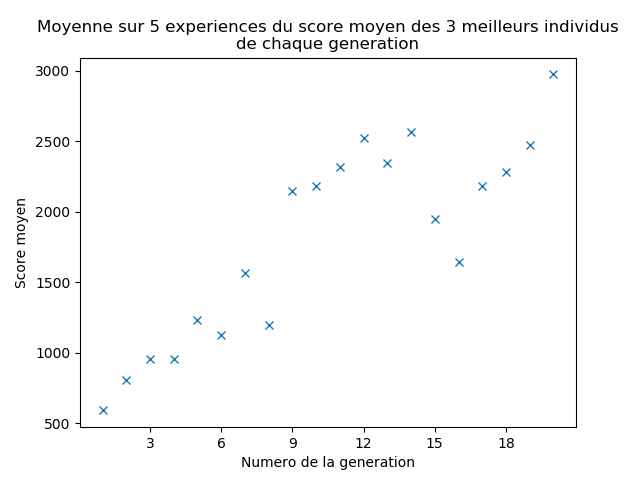 Moyenne sur 5 experiences du score moyen des 3 meilleurs individus
de chaque generation
3000
2500
2000
1500
1000
500
Score moyen
3 6 9 12 15 18
Numero de la generation